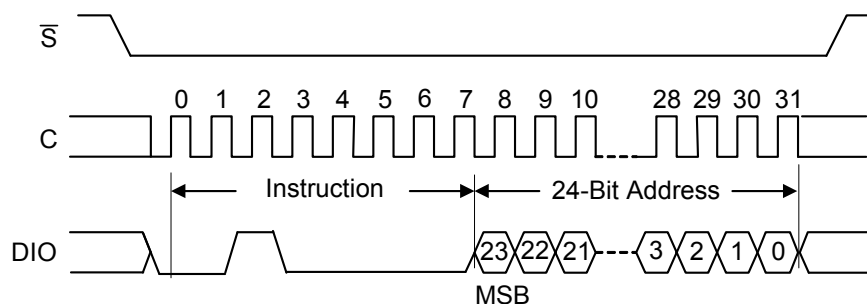 S̅
0 1 2 3 4 5 6 7 8 9 10 28 29 30 31
C
Instruction 24-Bit Address
DIO 23 22 21 3 2 1 0
MSB